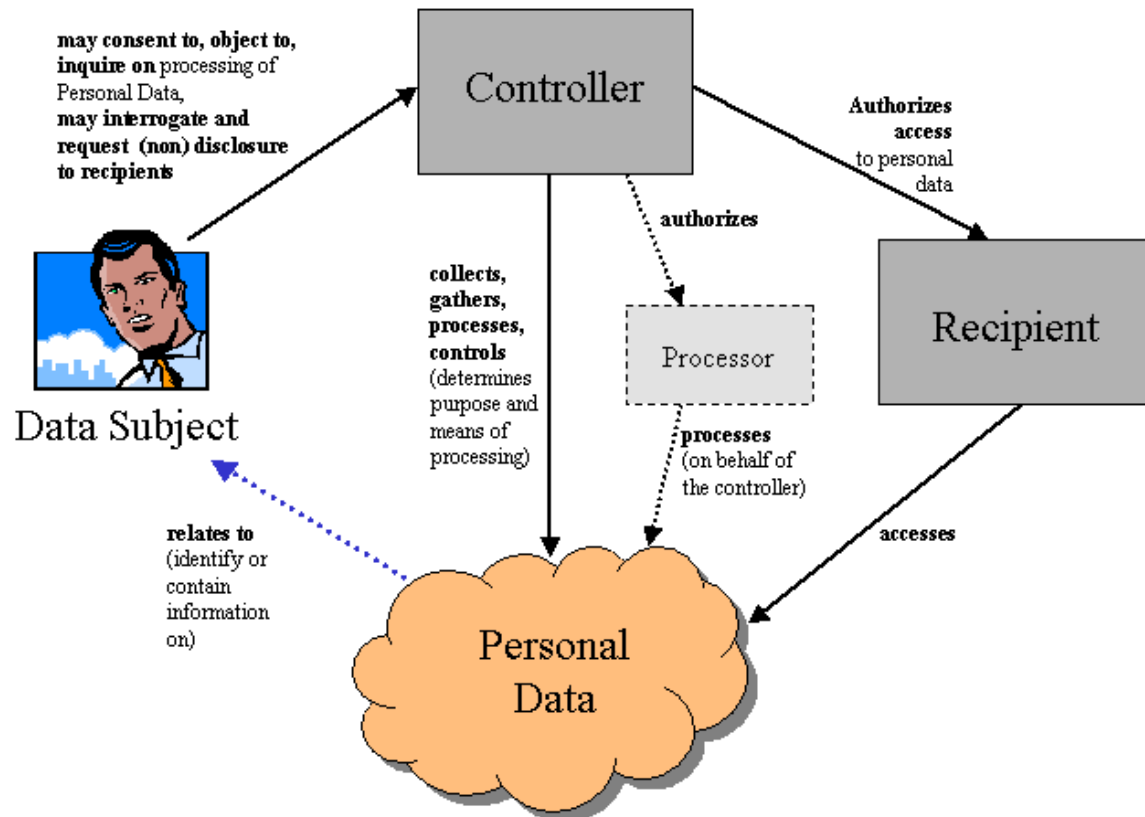 may consent to, object to,
inquire on processing of
Personal Data,
may interrogate and
request (non) disclosure
to recipients
Controller
Authorizes
access
to personal
data
authorizes
collects,
gathers,
processes,
controls
(determines
purpose and
means of
processing)
Processor
Recipient
Data Subject
processes
(on behalf of
the controller)
relates to
(identify or
contain
information
on)
accesses
Personal
Data